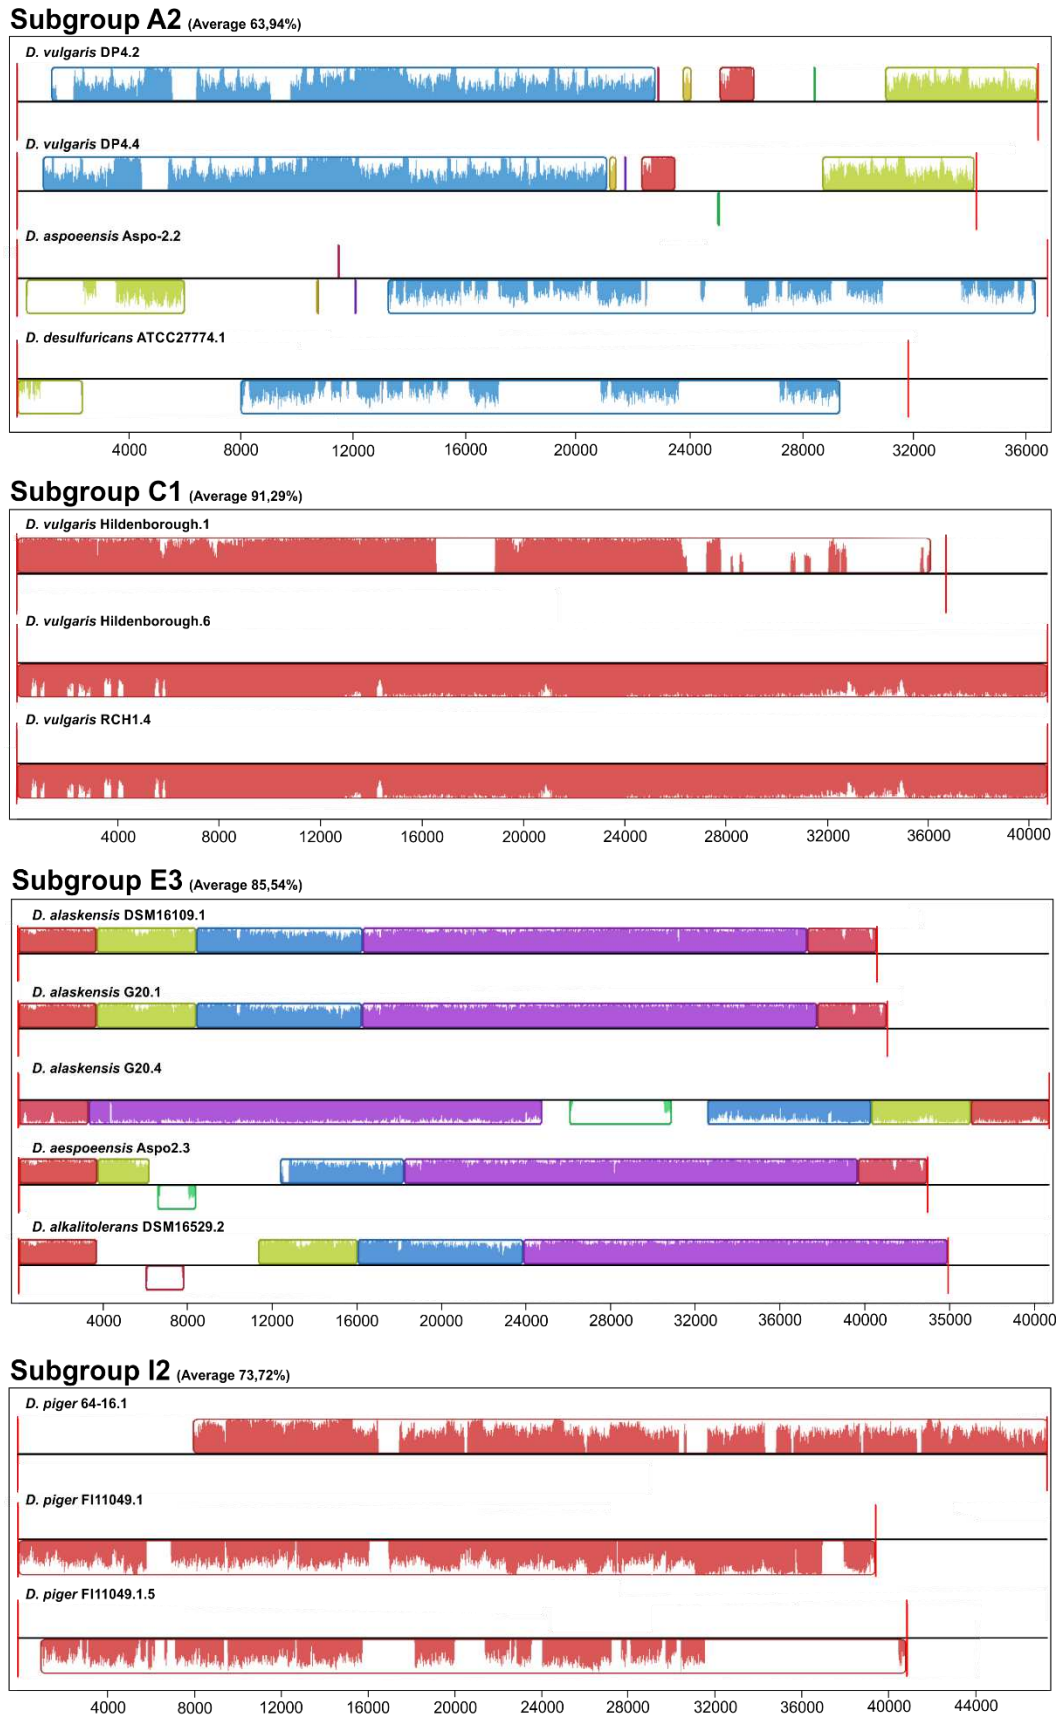 Subgroup A2 (Average 63,94%)
D. vulgaris DP4.2
D. vulgaris DP4.4
D. aspoeensis Aspo-2.2
D. desulfuricans ATCC27774.1
4000 8000 12000 16000 20000 24000 28000 32000 36000
Subgroup C1 (Average 91,29%)
D. vulgaris Hildenborough.1
D. vulgaris Hildenborough.6
D. vulgaris RCH1.4
4000 8000 12000 16000 20000 24000 28000 32000 36000 40000
Subgroup E3 (Average 85,54%)
D. alaskensis DSM16109.1
D. alaskensis G20.1
D. alaskensis G20.4
D. aespoeensis Aspo2.3
D. alkalitolerans DSM16529.2
4000 8000 12000 16000 20000 24000 28000 32000 36000 40000 35000 40000
Subgroup I2 (Average 73,72%)
D. piger 64-16.1
D. piger FI11049.1
D. piger FI11049.1.5
4000 8000 12000 16000 20000 24000 28000 32000 36000 40000 44000